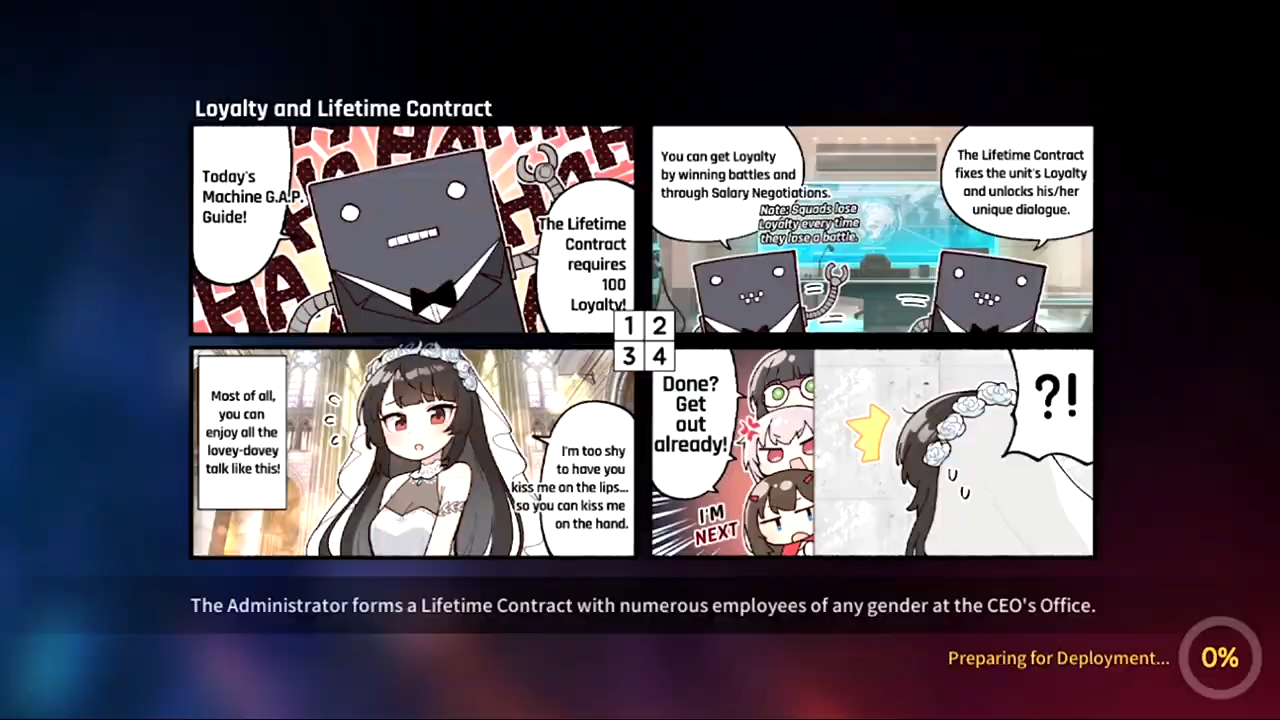 Loyalty and Lifetime Contract
HA HA HA HA HA
Today's
Machine G.A.P.
Guide!
The Lifetime
Contract
requires
100
Loyalty!
You can get Loyalty
by winning battles and
through Salary Negotiations.
Note: Squads lose
Loyalty every time
they lose a battle.
The Lifetime Contract
fixes the unit's Loyalty
and unlocks his/her
unique dialogue.
1 2
3 4
Most of all,
you can
enjoy all the
lovey-dovey
talk like this!
I'm too shy
to have you
kiss me on the lips...
so you can kiss me
on the hand.
Done?
Get
out
already!
I'M
NEXT
?!
The Administrator forms a Lifetime Contract with numerous employees of any gender at the CEO's Office.
Preparing for Deployment...
0%